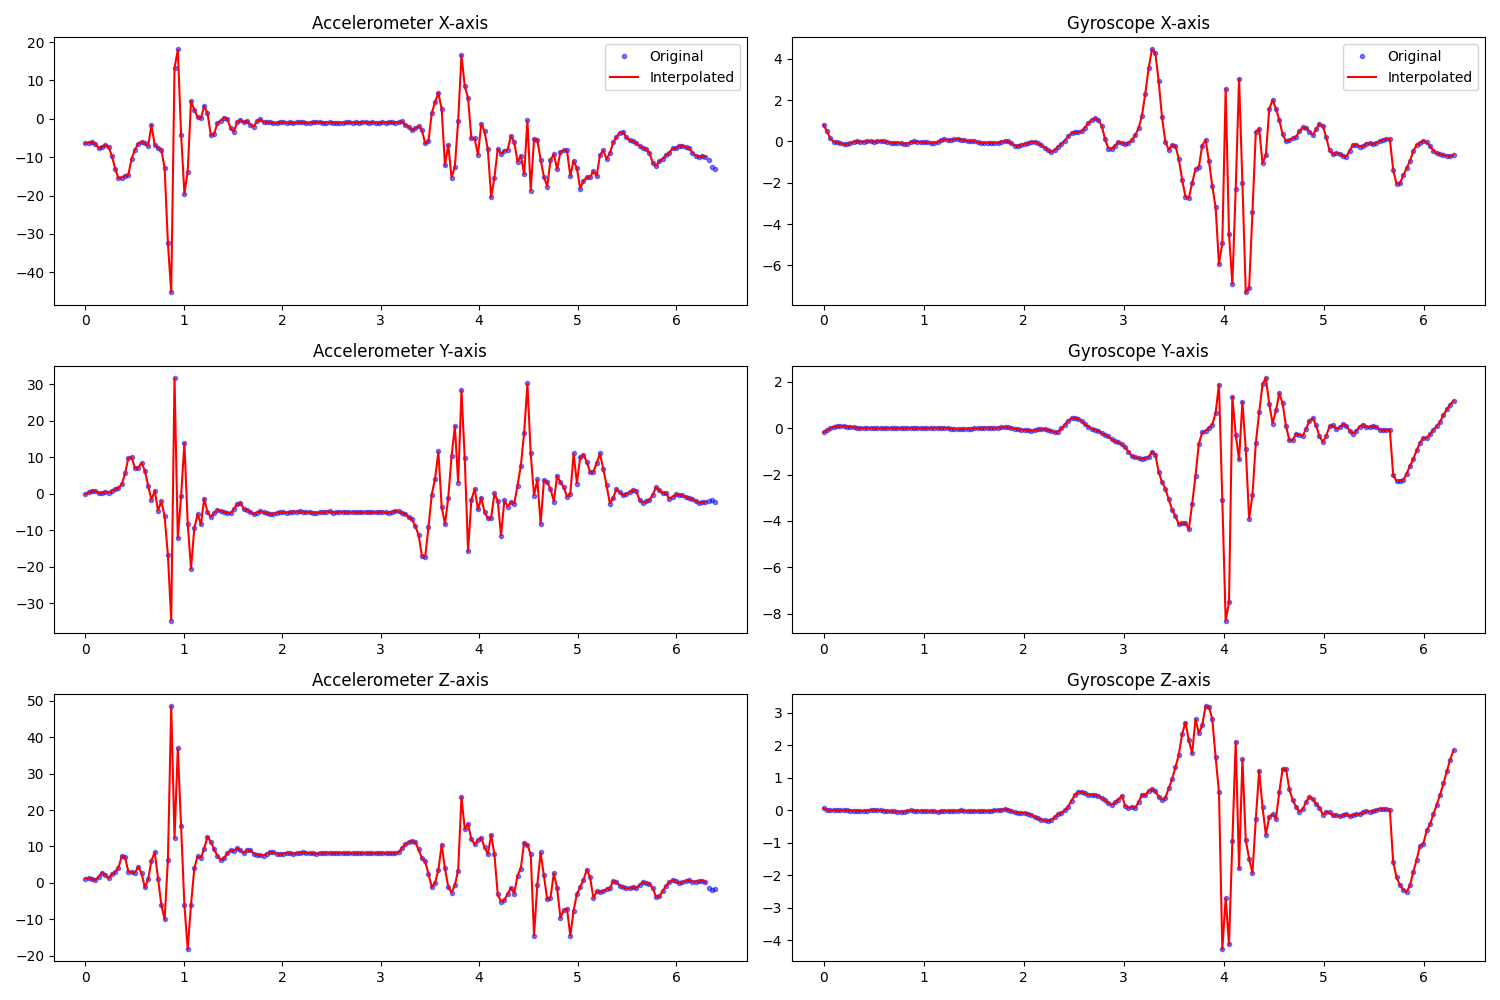 Accelerometer X-axis
20
10
0
−10
−20
−30
−40
Original
Interpolated
0 1 2 3 4 5 6
Gyroscope X-axis
4
2
0
−2
−4
−6
Original
Interpolated
0 1 2 3 4 5 6
Accelerometer Y-axis
30
20
10
0
−10
−20
−30
0 1 2 3 4 5 6
Gyroscope Y-axis
2
0
−2
−4
−6
−8
0 1 2 3 4 5 6
Accelerometer Z-axis
50
40
30
20
10
0
−10
−20
0 1 2 3 4 5 6
Gyroscope Z-axis
3
2
1
0
−1
−2
−3
−4
0 1 2 3 4 5 6